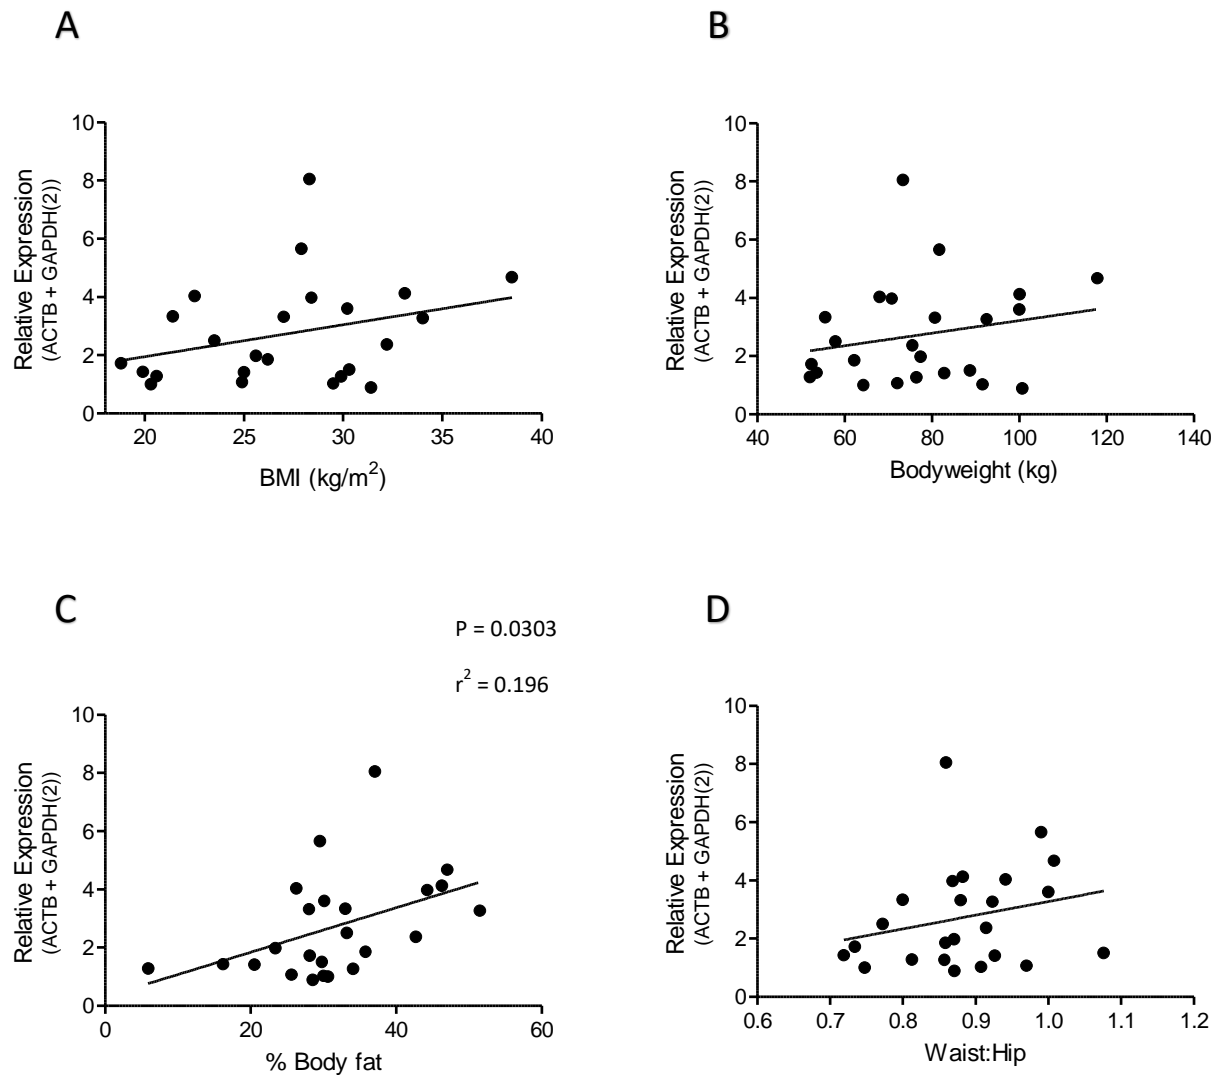 A
Relative Expression
(ACTB + GAPDH(2))
10
8
6
4
2
0
20 25 30 35 40
BMI (kg/m²)
B
Relative Expression
(ACTB + GAPDH(2))
10
8
6
4
2
0
40 60 80 100 120 140
Bodyweight (kg)
C
P = 0.0303
r² = 0.196
Relative Expression
(ACTB + GAPDH(2))
10
8
6
4
2
0
0 20 40 60
% Body fat
D
Relative Expression
(ACTB + GAPDH(2))
10
8
6
4
2
0
0.6 0.7 0.8 0.9 1.0 1.1 1.2
Waist:Hip